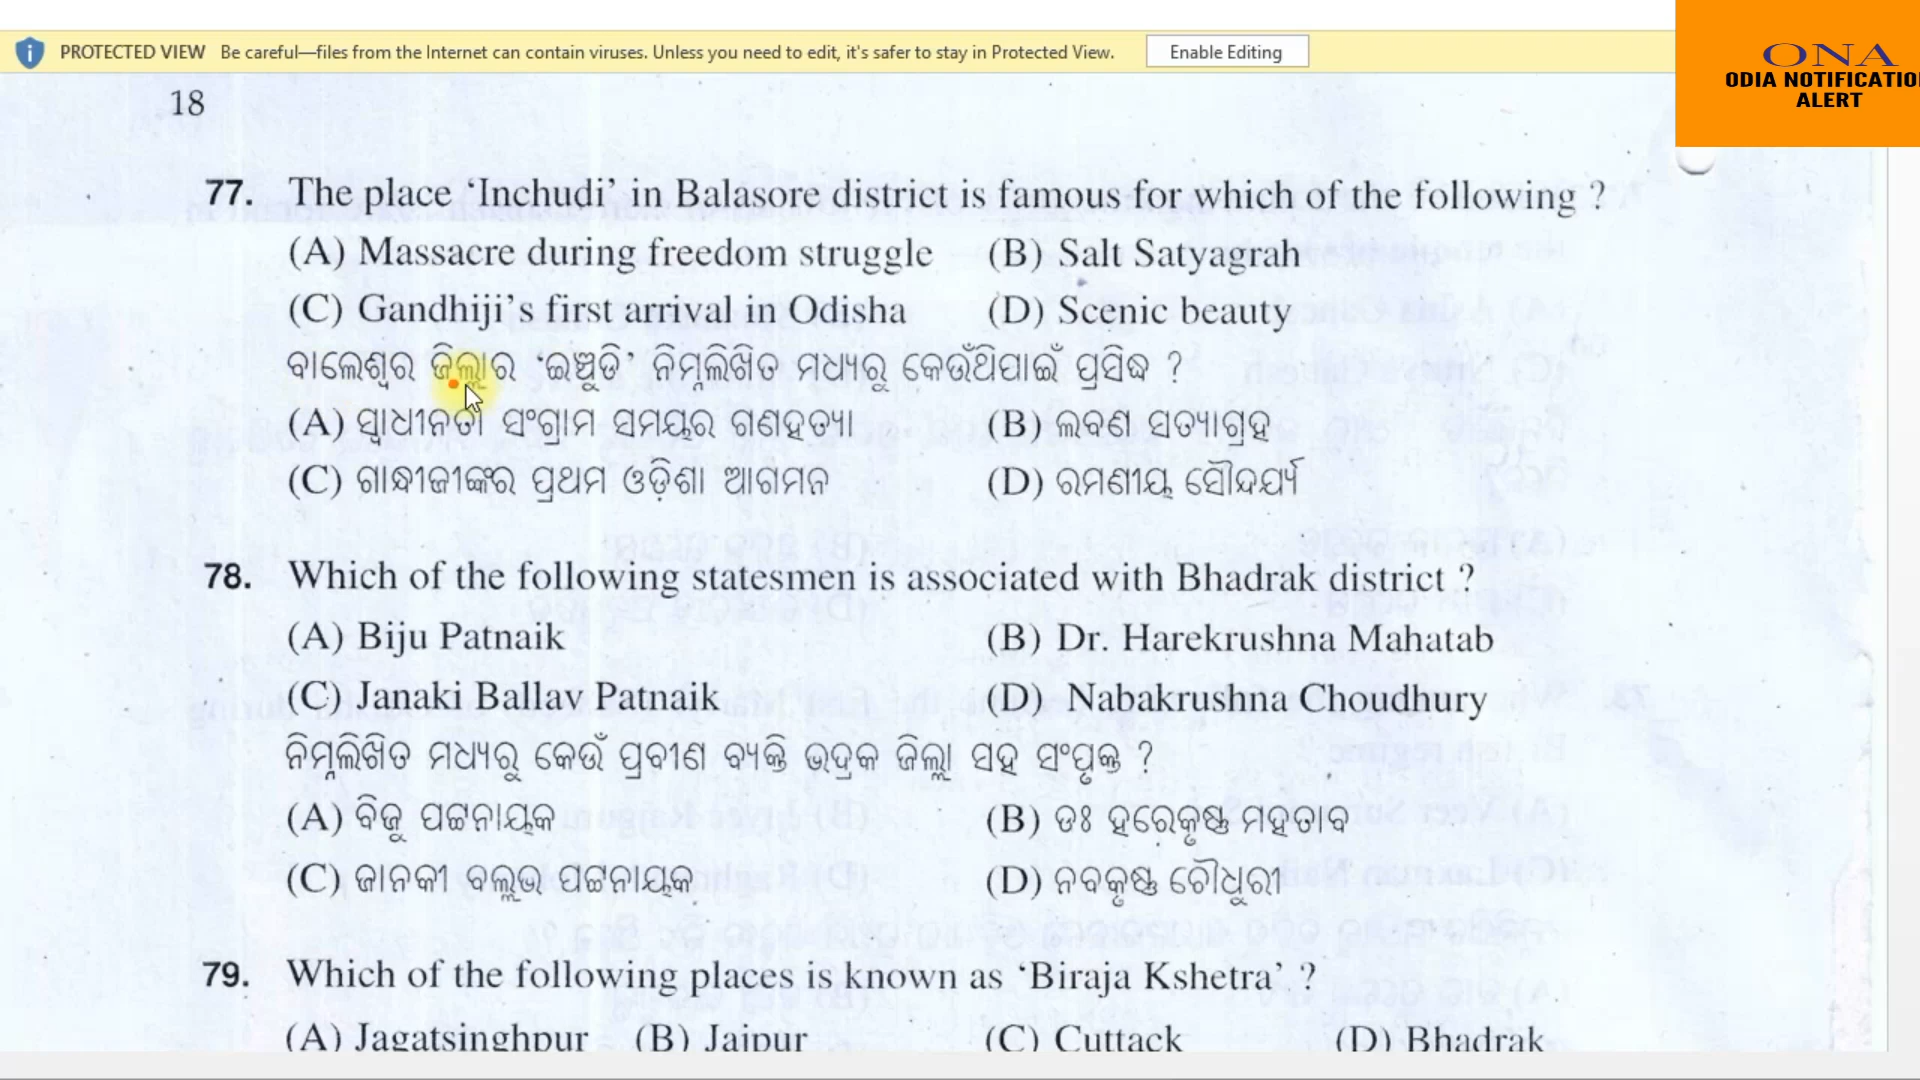 PROTECTED VIEW Be careful—files from the Internet can contain viruses. Unless you need to edit, it's safer to stay in Protected View. Enable Editing
ONA
ODIA NOTIFICATIO
ALERT
18
77. The place ‘Inchudi’ in Balasore district is famous for which of the following ?
(A) Massacre during freedom struggle (B) Salt Satyagrah
(C) Gandhiji’s first arrival in Odisha (D) Scenic beauty
ବାଲେଶ୍ୱର ଜିଲ୍ଲାର ‘ଇଞ୍ଚୁଡି’ ନିମ୍ନଲିଖିତ ମଧ୍ୟରୁ କେଉଁଥିପାଇଁ ପ୍ରସିଦ୍ଧ ?
(A) ସ୍ୱାଧୀନତା ସଂଗ୍ରାମ ସମୟର ଗଣହତ୍ୟା (B) ଲବଣ ସତ୍ୟାଗ୍ରହ
(C) ଗାନ୍ଧୀଜୀଙ୍କର ପ୍ରଥମ ଓଡ଼ିଶା ଆଗମନ (D) ରମଣୀୟ ସୌନ୍ଦର୍ଯ୍ୟ
78. Which of the following statesmen is associated with Bhadrak district ?
(A) Biju Patnaik (B) Dr. Harekrushna Mahatab
(C) Janaki Ballav Patnaik (D) Nabakrushna Choudhury
ନିମ୍ନଲିଖିତ ମଧ୍ୟରୁ କେଉଁ ପ୍ରବୀଣ ବ୍ୟକ୍ତି ଭଦ୍ରକ ଜିଲ୍ଲା ସହ ସଂପୃକ୍ତ ?
(A) ବିଜୁ ପଟ୍ଟନାୟକ (B) ଡଃ ହରେକୃଷ୍ଣ ମହତାବ
(C) ଜାନକୀ ବଲ୍ଲଭ ପଟ୍ଟନାୟକ (D) ନବକୃଷ୍ଣ ଚୌଧୁରୀ
79. Which of the following places is known as ‘Biraja Kshetra’ ?
(A) Jagatsinghpur (B) Jajpur (C) Cuttack (D) Bhadrak